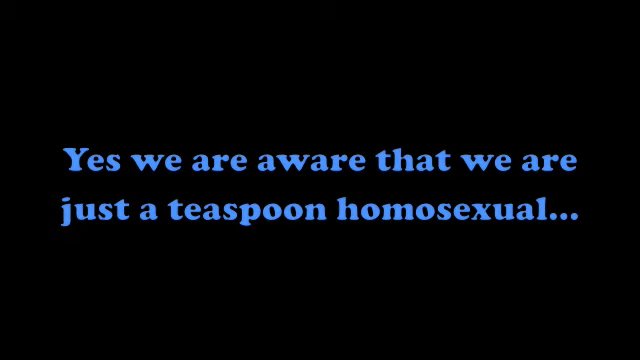 Yes we are aware that we are
just a teaspoon homosexual...